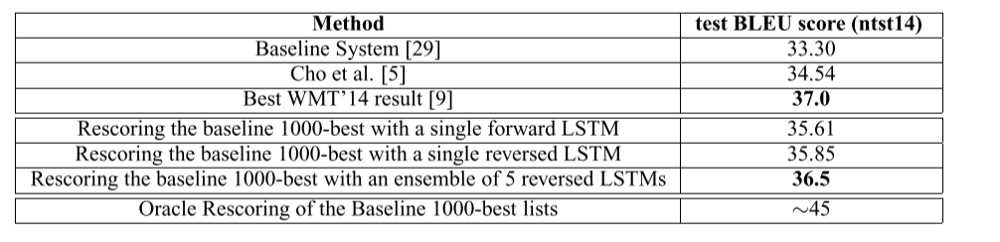 Method test BLEU score (ntst14)
Baseline System [29] 33.30
Cho et al. [5] 34.54
Best WMT'14 result [9] 37.0
Rescoring the baseline 1000-best with a single forward LSTM 35.61
Rescoring the baseline 1000-best with a single reversed LSTM 35.85
Rescoring the baseline 1000-best with an ensemble of 5 reversed LSTMs 36.5
Oracle Rescoring of the Baseline 1000-best lists ∼45